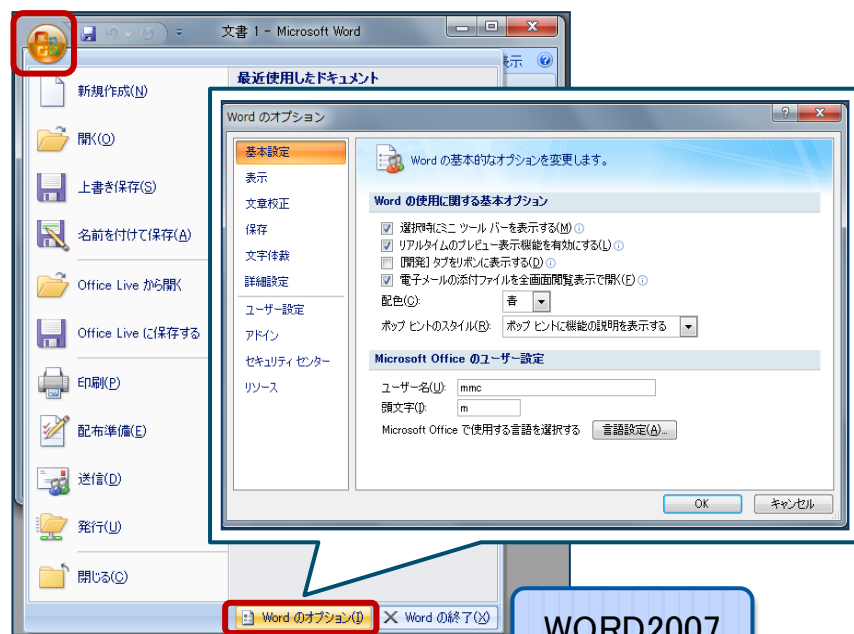 文書 1 - Microsoft Word
表示
最近使用したドキュメント
新規作成(N)
開く(O)
上書き保存(S)
名前を付けて保存(A)
Office Live から開く
Office Live に保存する
印刷(P)
配布準備(E)
送信(D)
発行(U)
閉じる(C)
Word のオプション(I)
Word の終了(X)
Word のオプション
基本設定
表示
文章校正
保存
文字体裁
詳細設定
ユーザー設定
アドイン
セキュリティ センター
リソース
Word の基本的なオプションを変更します。
Word の使用に関する基本オプション
選択時にミニ ツール バーを表示する(M)
リアルタイムのプレビュー表示機能を有効にする(L)
[開発] タブをリボンに表示する(D)
電子メールの添付ファイルを全画面閲覧表示で開く(F)
配色(C): 青
ポップ ヒントのスタイル(R): ポップ ヒントに機能の説明を表示する
Microsoft Office のユーザー設定
ユーザー名(U): mmc
頭文字(I): m
Microsoft Office で使用する言語を選択する 言語設定(A)...
OK キャンセル
WORD2007